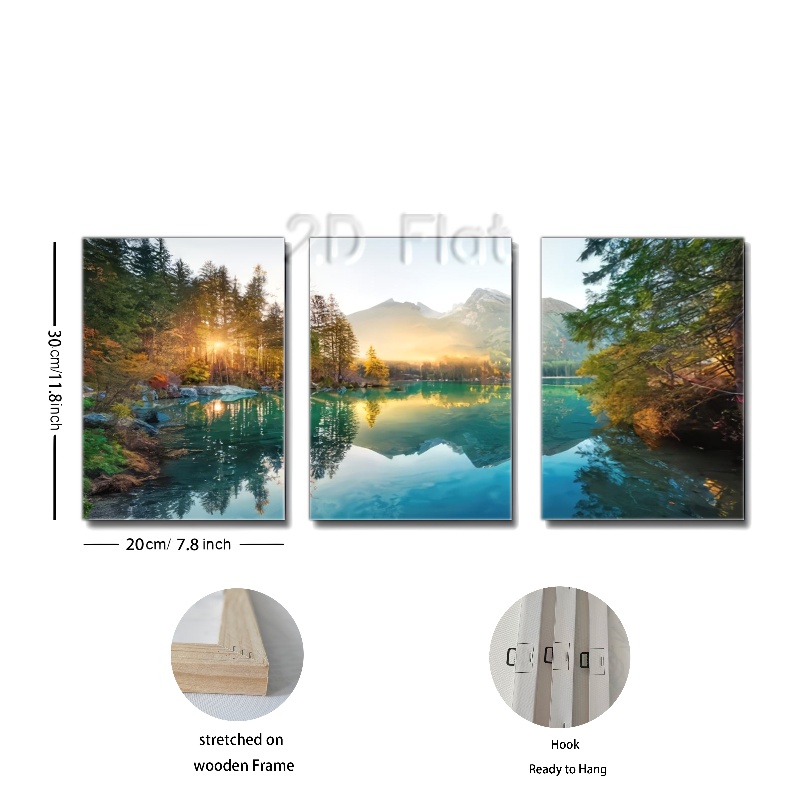 2D Flat
30cm/11.8inch
20cm/ 7.8 inch
stretched on
wooden Frame
Hook
Ready to Hang